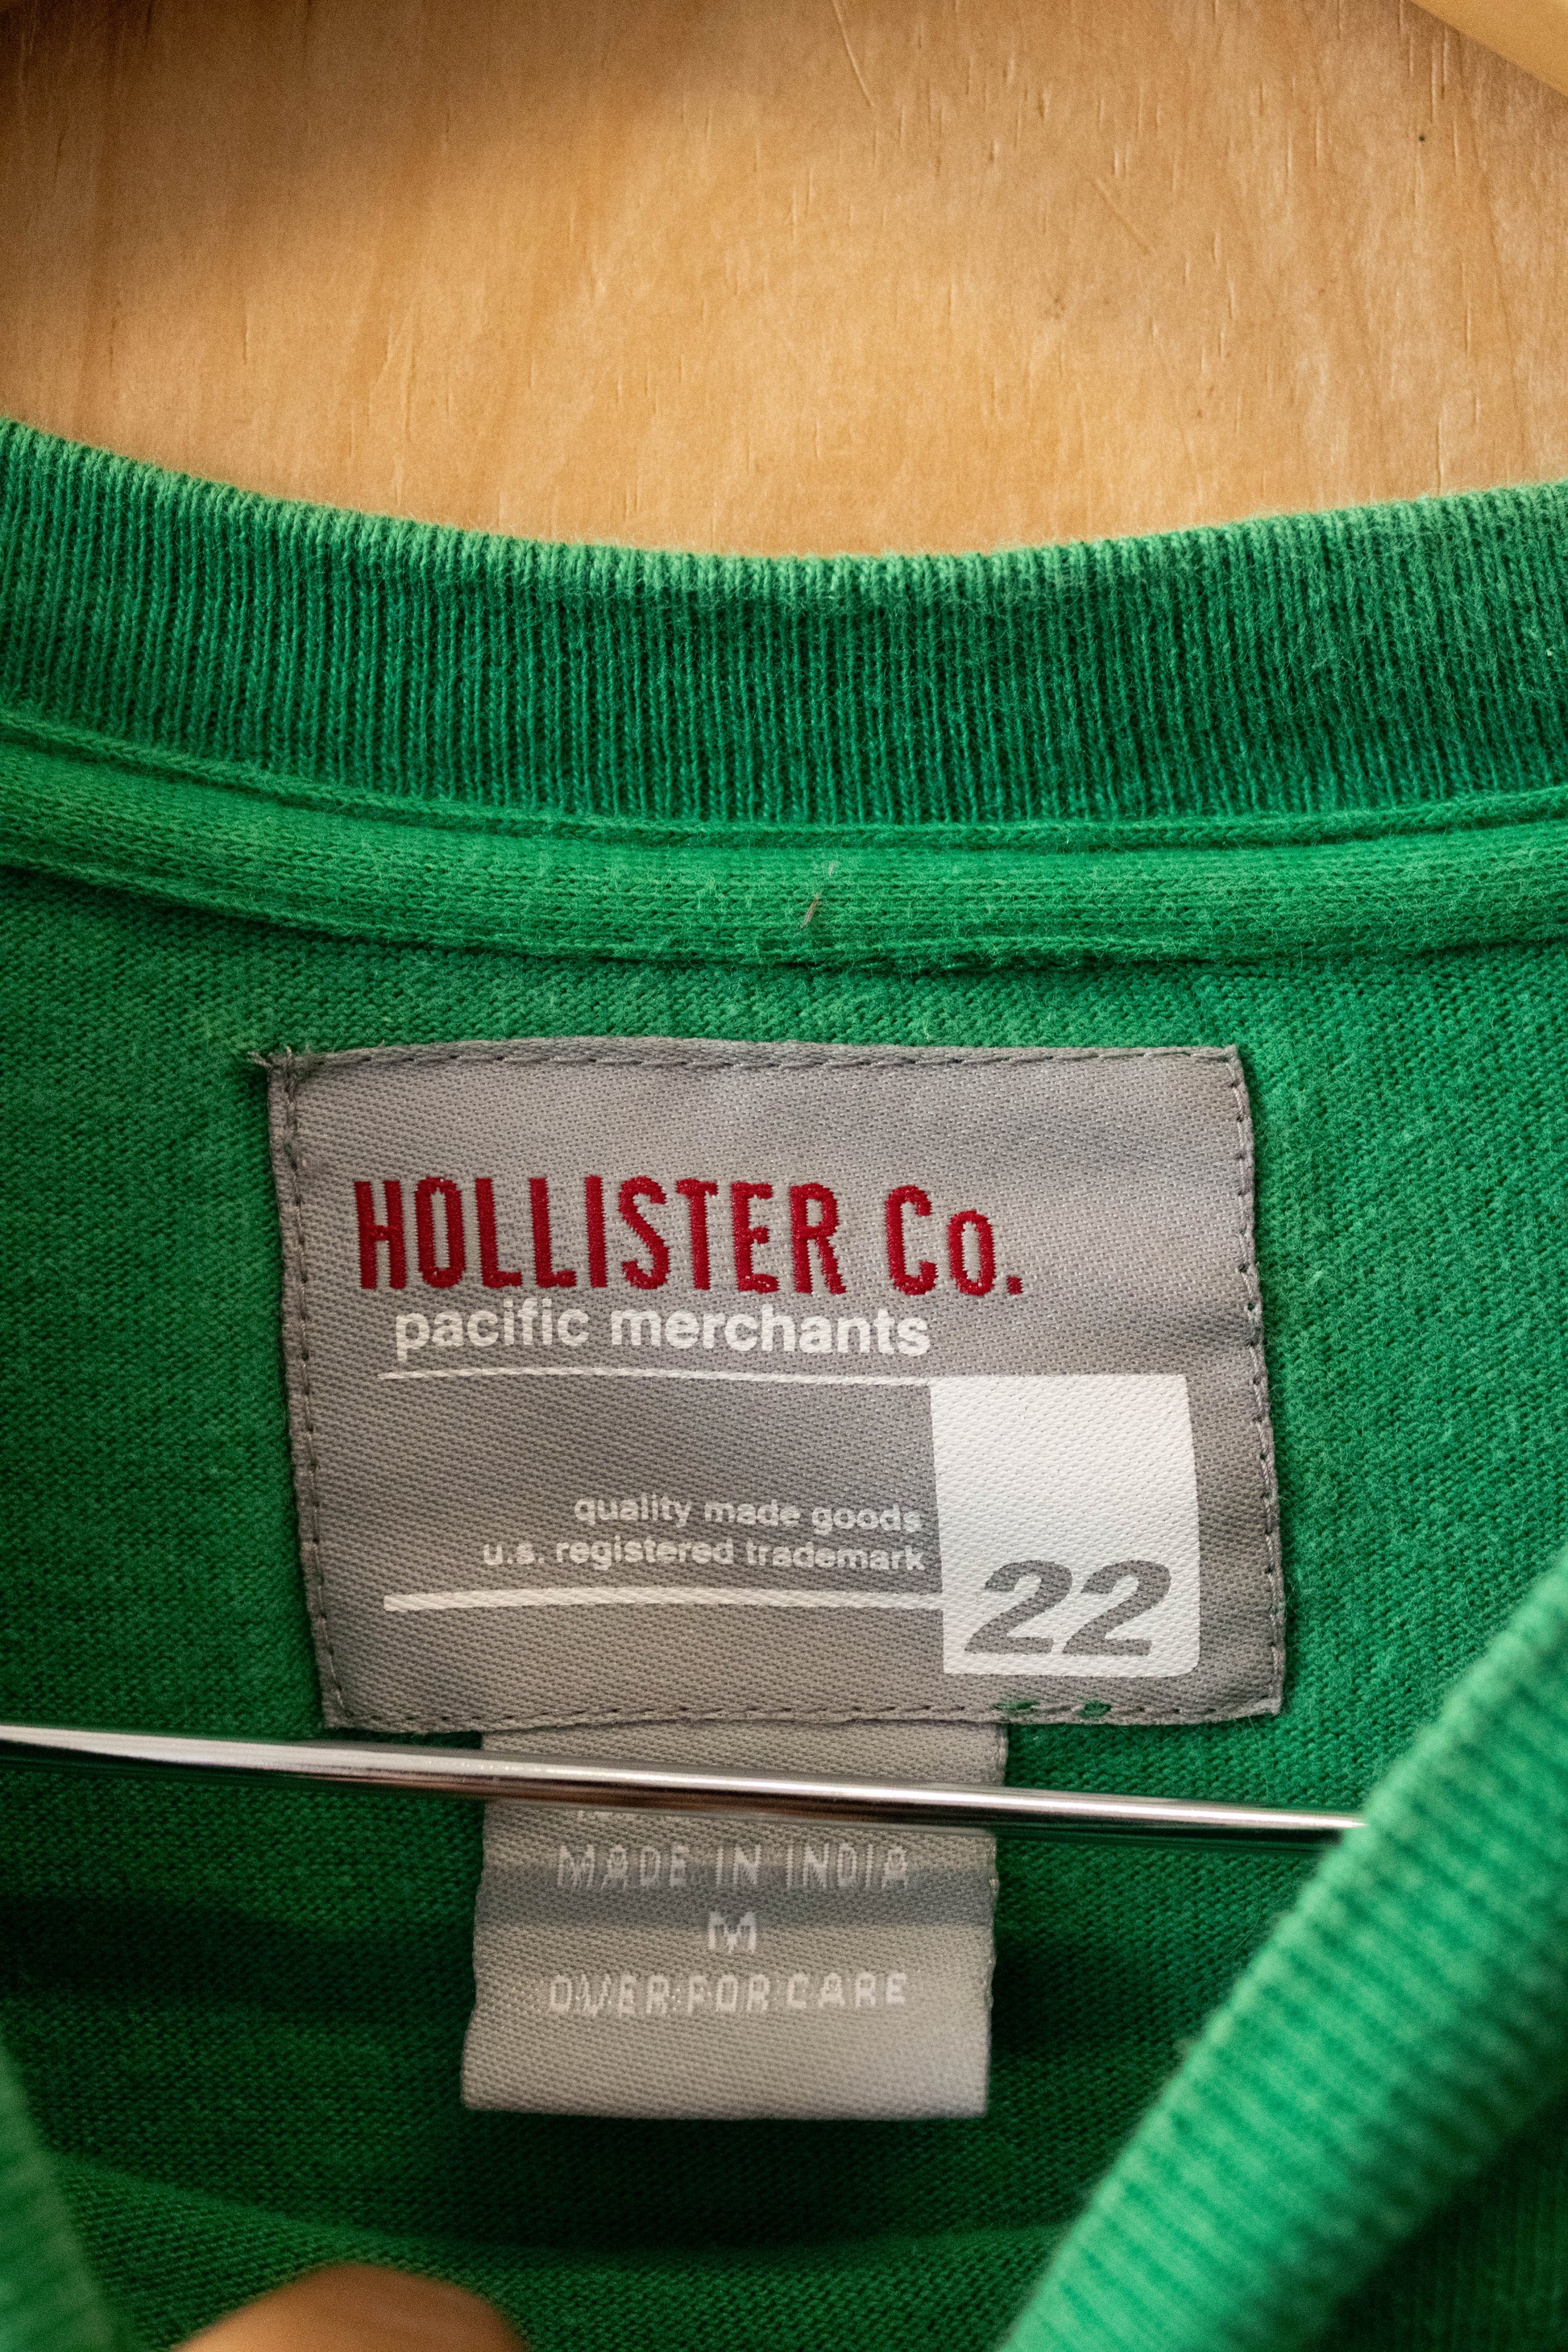 HOLLISTER Co.
pacific merchants
quality made goods
u.s. registered trademark
22
MADE IN INDIA
M
OVER FOR CARE